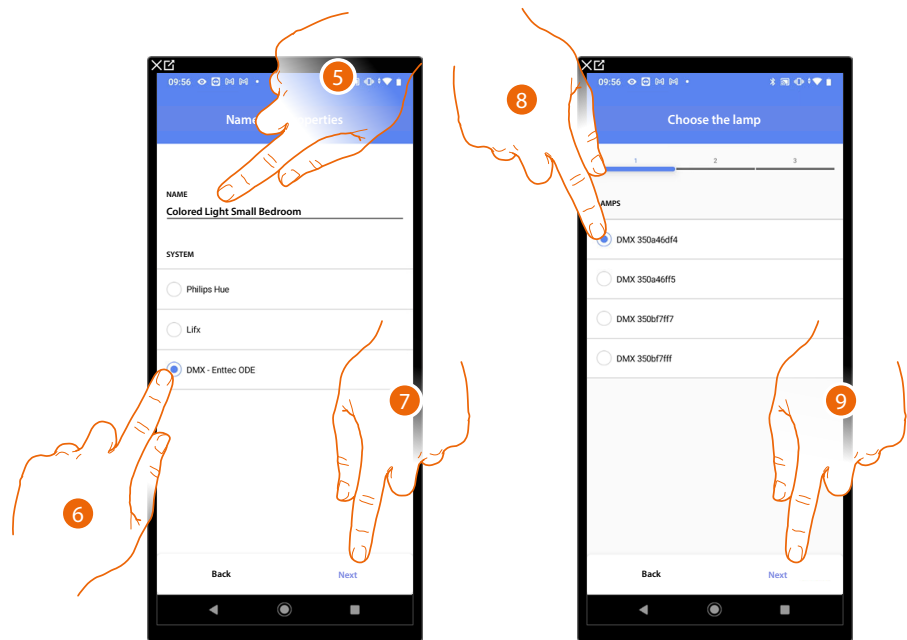 5
09:56
Name perties
NAME
Colored Light Small Bedroom
SYSTEM
Philips Hue
Lifx
DMX - Enttec ODE
6
7
Back
Next
8
09:56
Choose the lamp
1
2
3
AMPS
DMX 350a46df4
DMX 350a46ff5
DMX 350bf7ff7
DMX 350bf7fff
9
Back
Next